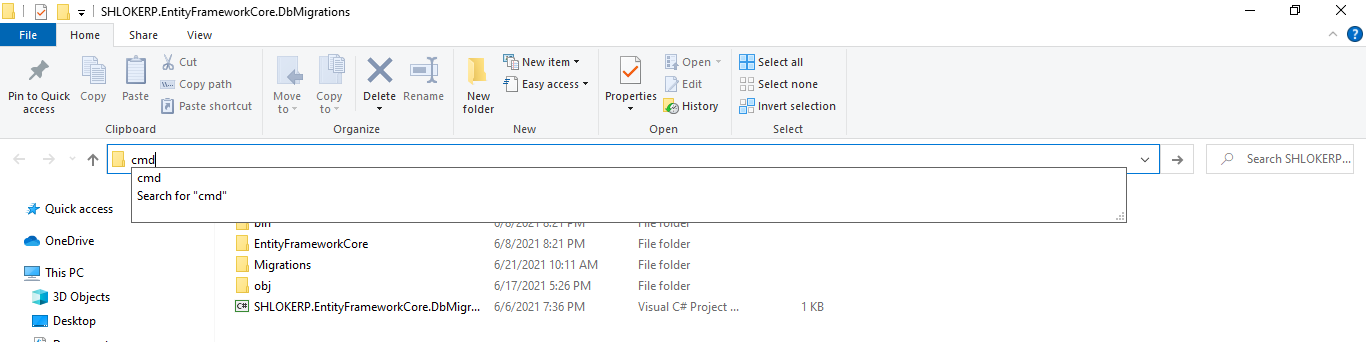 SHLOKERP.EntityFrameworkCore.DbMigrations
File Home Share View
Pin to Quick access
Copy
Paste
Cut
Copy path
Paste shortcut
Clipboard
Move to
Copy to
Delete
Rename
Organize
New folder
New item
Easy access
New
Properties
Open
Edit
History
Open
Select all
Select none
Invert selection
Select
cmd
Search SHLOKERP...
cmd
Search for "cmd"
Quick access
OneDrive
This PC
3D Objects
Desktop
bin 6/8/2021 8:21 PM File folder
EntityFrameworkCore 6/8/2021 8:21 PM File folder
Migrations 6/21/2021 10:11 AM File folder
obj 6/17/2021 5:26 PM File folder
C# SHLOKERP.EntityFrameworkCore.DbMigr... 6/6/2021 7:36 PM Visual C# Project ... 1 KB